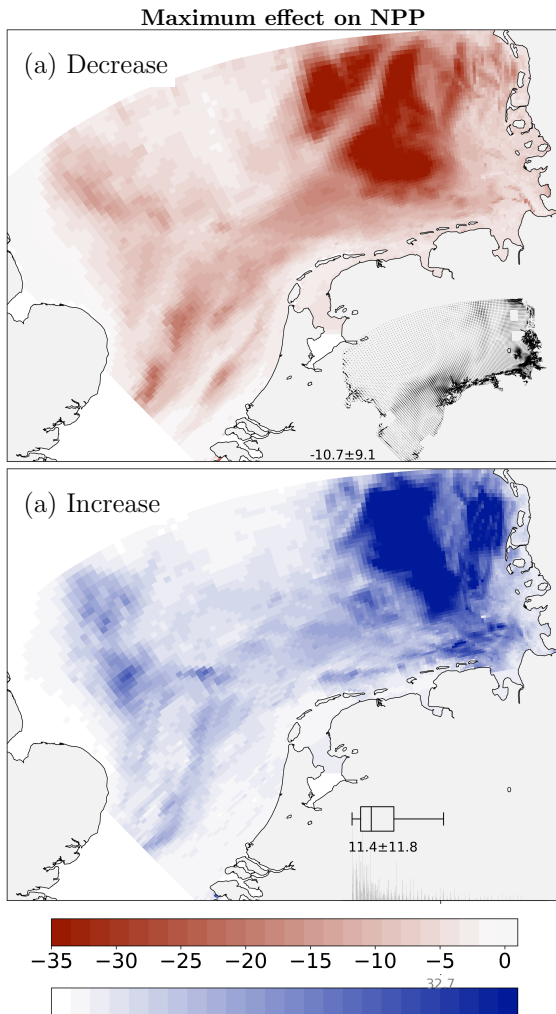 Maximum effect on NPP
(a) Decrease
-10.7±9.1
(a) Increase
11.4±11.8
−35 −30 −25 −20 −15 −10 −5 0
32.7